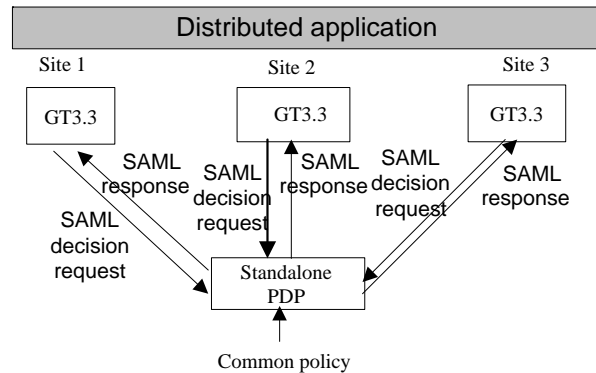 Distributed application
Site 1
Site 2
Site 3
GT3.3
GT3.3
GT3.3
SAML
response
SAML
decision
request
SAML
decision
request
SAML
response
SAML
decision
request
SAML
response
Standalone
PDP
Common policy